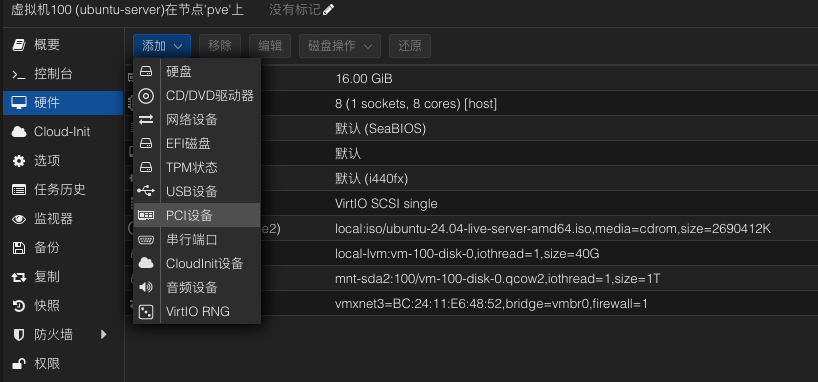 虚拟机100 (ubuntu-server)在节点'pve'上 没有标记
概要
控制台
硬件
Cloud-Init
选项
任务历史
监视器
备份
复制
快照
防火墙
权限
添加 移除 编辑 磁盘操作 还原
硬盘
CD/DVD驱动器
网络设备
EFI磁盘
TPM状态
USB设备
PCI设备
串行端口
CloudInit设备
音频设备
VirtIO RNG
16.00 GiB
8 (1 sockets, 8 cores) [host]
默认 (SeaBIOS)
默认
默认 (i440fx)
VirtIO SCSI single
e2) local:iso/ubuntu-24.04-live-server-amd64.iso,media=cdrom,size=2690412K
local-lvm:vm-100-disk-0,iothread=1,size=40G
mnt-sda2:100/vm-100-disk-0.qcow2,iothread=1,size=1T
vmxnet3=BC:24:11:E6:48:52,bridge=vmbr0,firewall=1